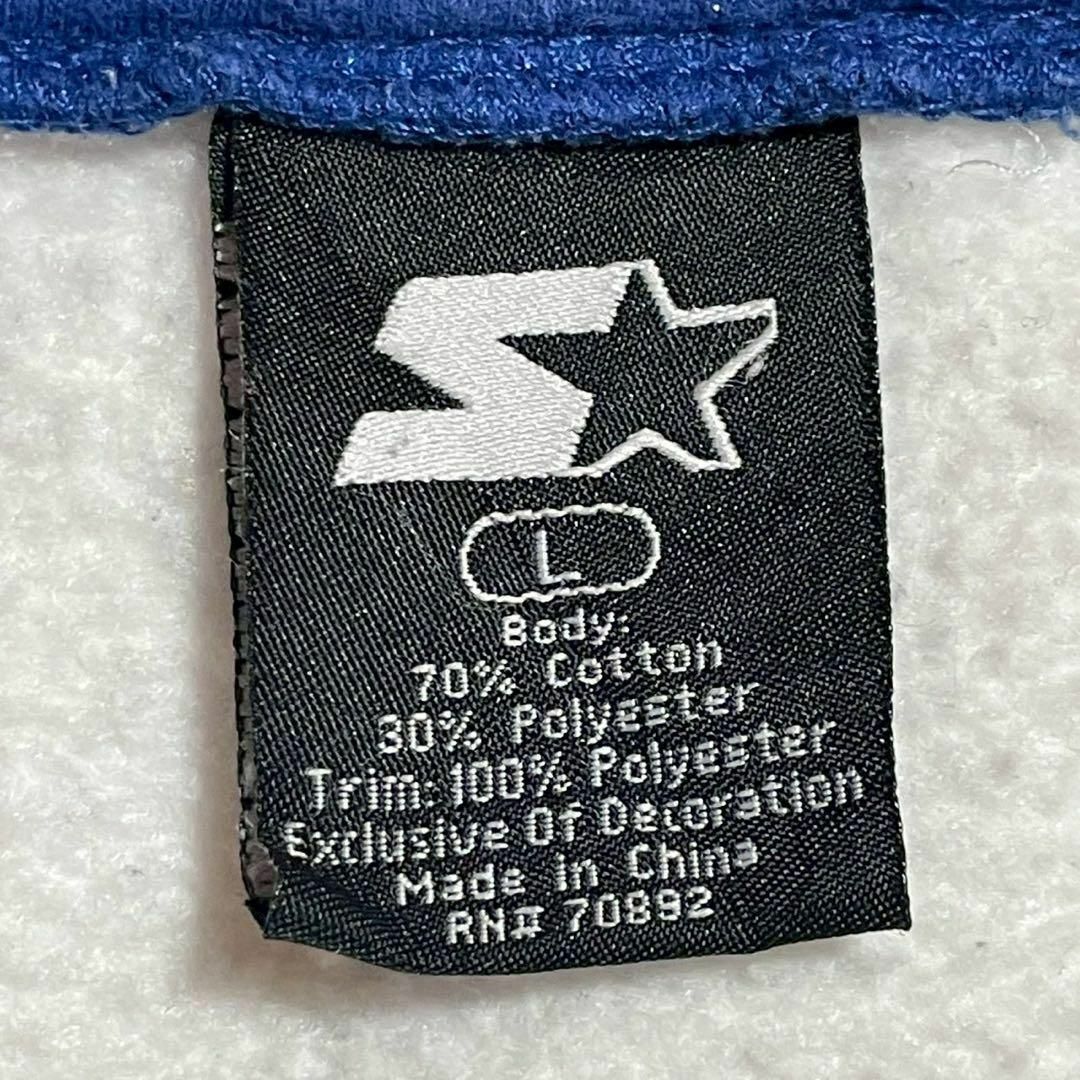 L
Body:
70% Cotton
30% Polyester
Trim: 100% Polyester
Exclusive Of Decoration
Made in China
RN# 70892